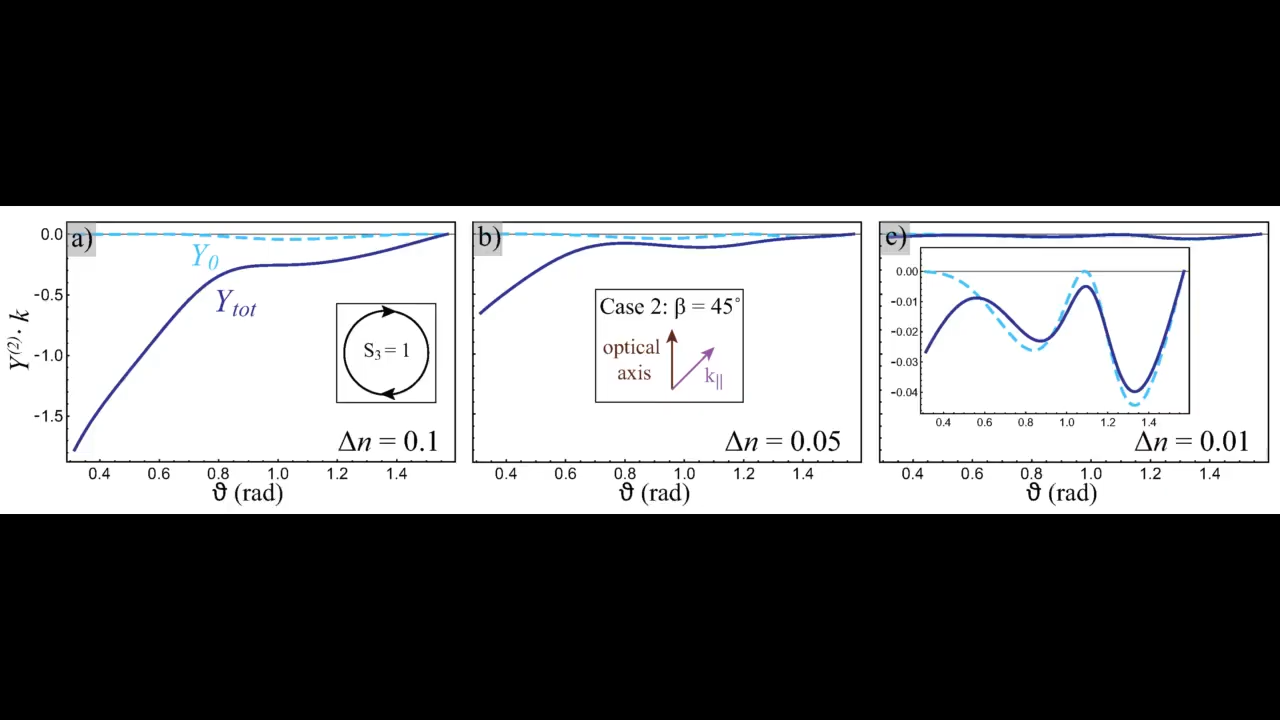 a)
Y(2)· k
0.0
-0.5
-1.0
-1.5
Y0
Ytot
S3 = 1
Δn = 0.1
0.4 0.6 0.8 1.0 1.2 1.4
ϑ (rad)
b)
Case 2: β = 45°
optical
axis
k||
Δn = 0.05
0.4 0.6 0.8 1.0 1.2 1.4
ϑ (rad)
c)
0.00
-0.01
-0.02
-0.03
-0.04
0.4 0.6 0.8 1.0 1.2 1.4
Δn = 0.01
0.4 0.6 0.8 1.0 1.2 1.4
ϑ (rad)